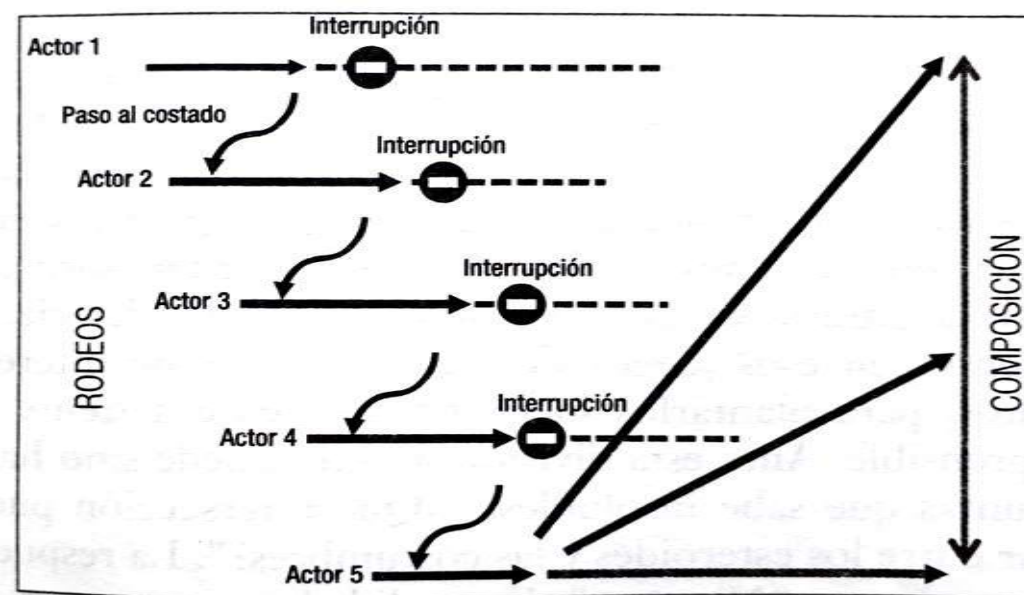 Interrupción
Actor 1
Paso al costado
Interrupción
Actor 2
Interrupción
Actor 3
RODEOS
COMPOSICIÓN
Interrupción
Actor 4
Actor 5